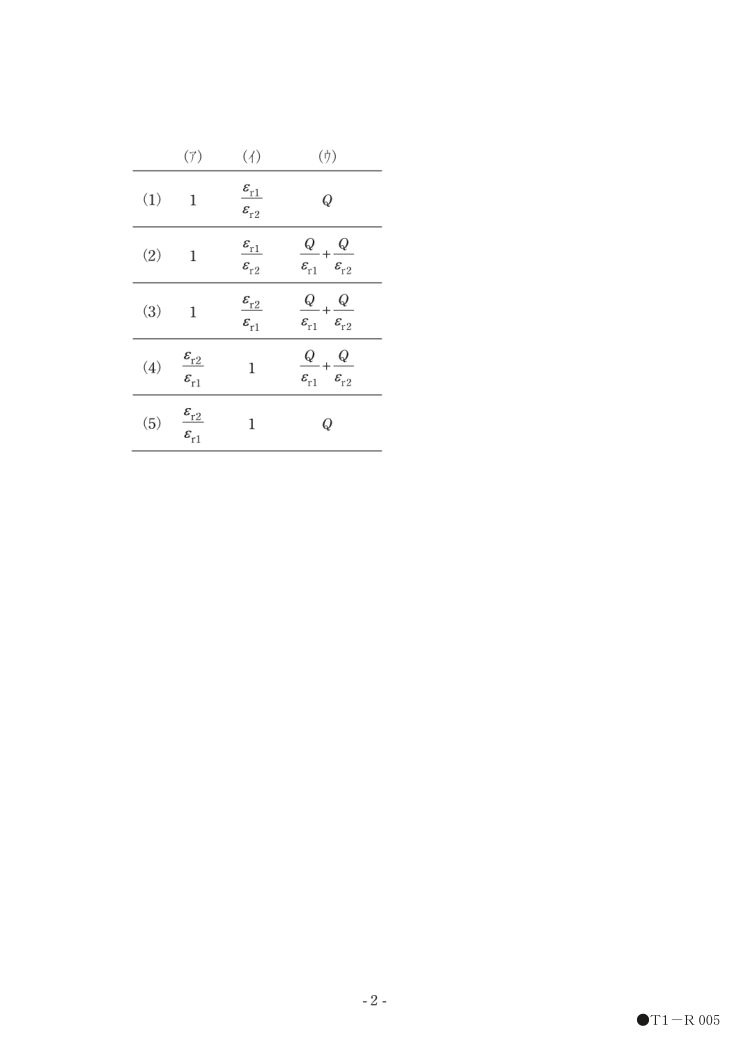 (ア) (イ) (ウ)
(1) 1 εr1/εr2 Q
(2) 1 εr1/εr2 Q/εr1 + Q/εr2
(3) 1 εr2/εr1 Q/εr1 + Q/εr2
(4) εr2/εr1 1 Q/εr1 + Q/εr2
(5) εr2/εr1 1 Q
- 2 -
●T1－R 005